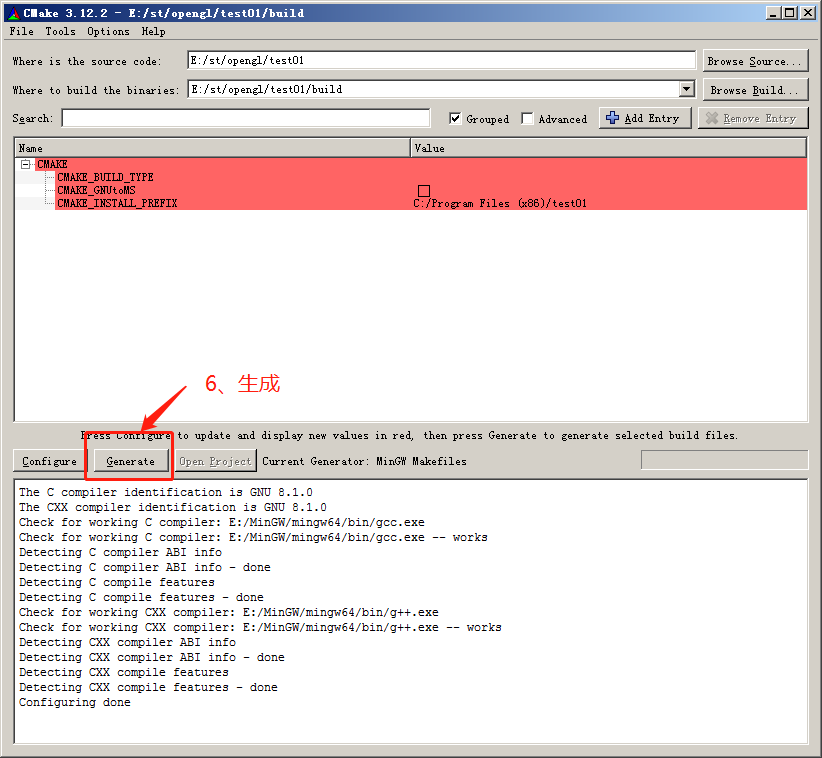 CMake 3.12.2 - E:/st/opengl/test01/build
File Tools Options Help
Where is the source code: E:/st/opengl/test01 Browse Source...
Where to build the binaries: E:/st/opengl/test01/build Browse Build...
Search: Grouped Advanced Add Entry Remove Entry
Name Value
CMAKE
CMAKE_BUILD_TYPE
CMAKE_GNUtoMS
CMAKE_INSTALL_PREFIX C:/Program Files (x86)/test01
6、生成
Press Configure to update and display new values in red, then press Generate to generate selected build files.
Configure Generate Open Project Current Generator: MinGW Makefiles
The C compiler identification is GNU 8.1.0
The CXX compiler identification is GNU 8.1.0
Check for working C compiler: E:/MinGW/mingw64/bin/gcc.exe
Check for working C compiler: E:/MinGW/mingw64/bin/gcc.exe -- works
Detecting C compiler ABI info
Detecting C compiler ABI info - done
Detecting C compile features
Detecting C compile features - done
Check for working CXX compiler: E:/MinGW/mingw64/bin/g++.exe
Check for working CXX compiler: E:/MinGW/mingw64/bin/g++.exe -- works
Detecting CXX compiler ABI info
Detecting CXX compiler ABI info - done
Detecting CXX compile features
Detecting CXX compile features - done
Configuring done